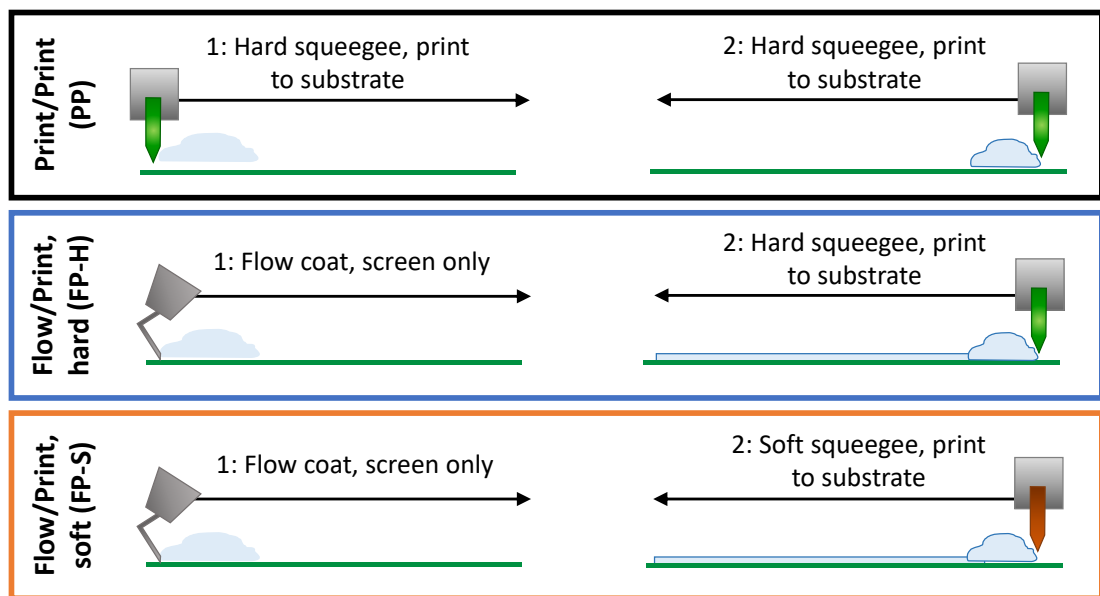 Print/Print
(PP)
1: Hard squeegee, print
to substrate
2: Hard squeegee, print
to substrate
Flow/Print,
hard (FP-H)
1: Flow coat, screen only
2: Hard squeegee, print
to substrate
Flow/Print,
soft (FP-S)
1: Flow coat, screen only
2: Soft squeegee, print
to substrate